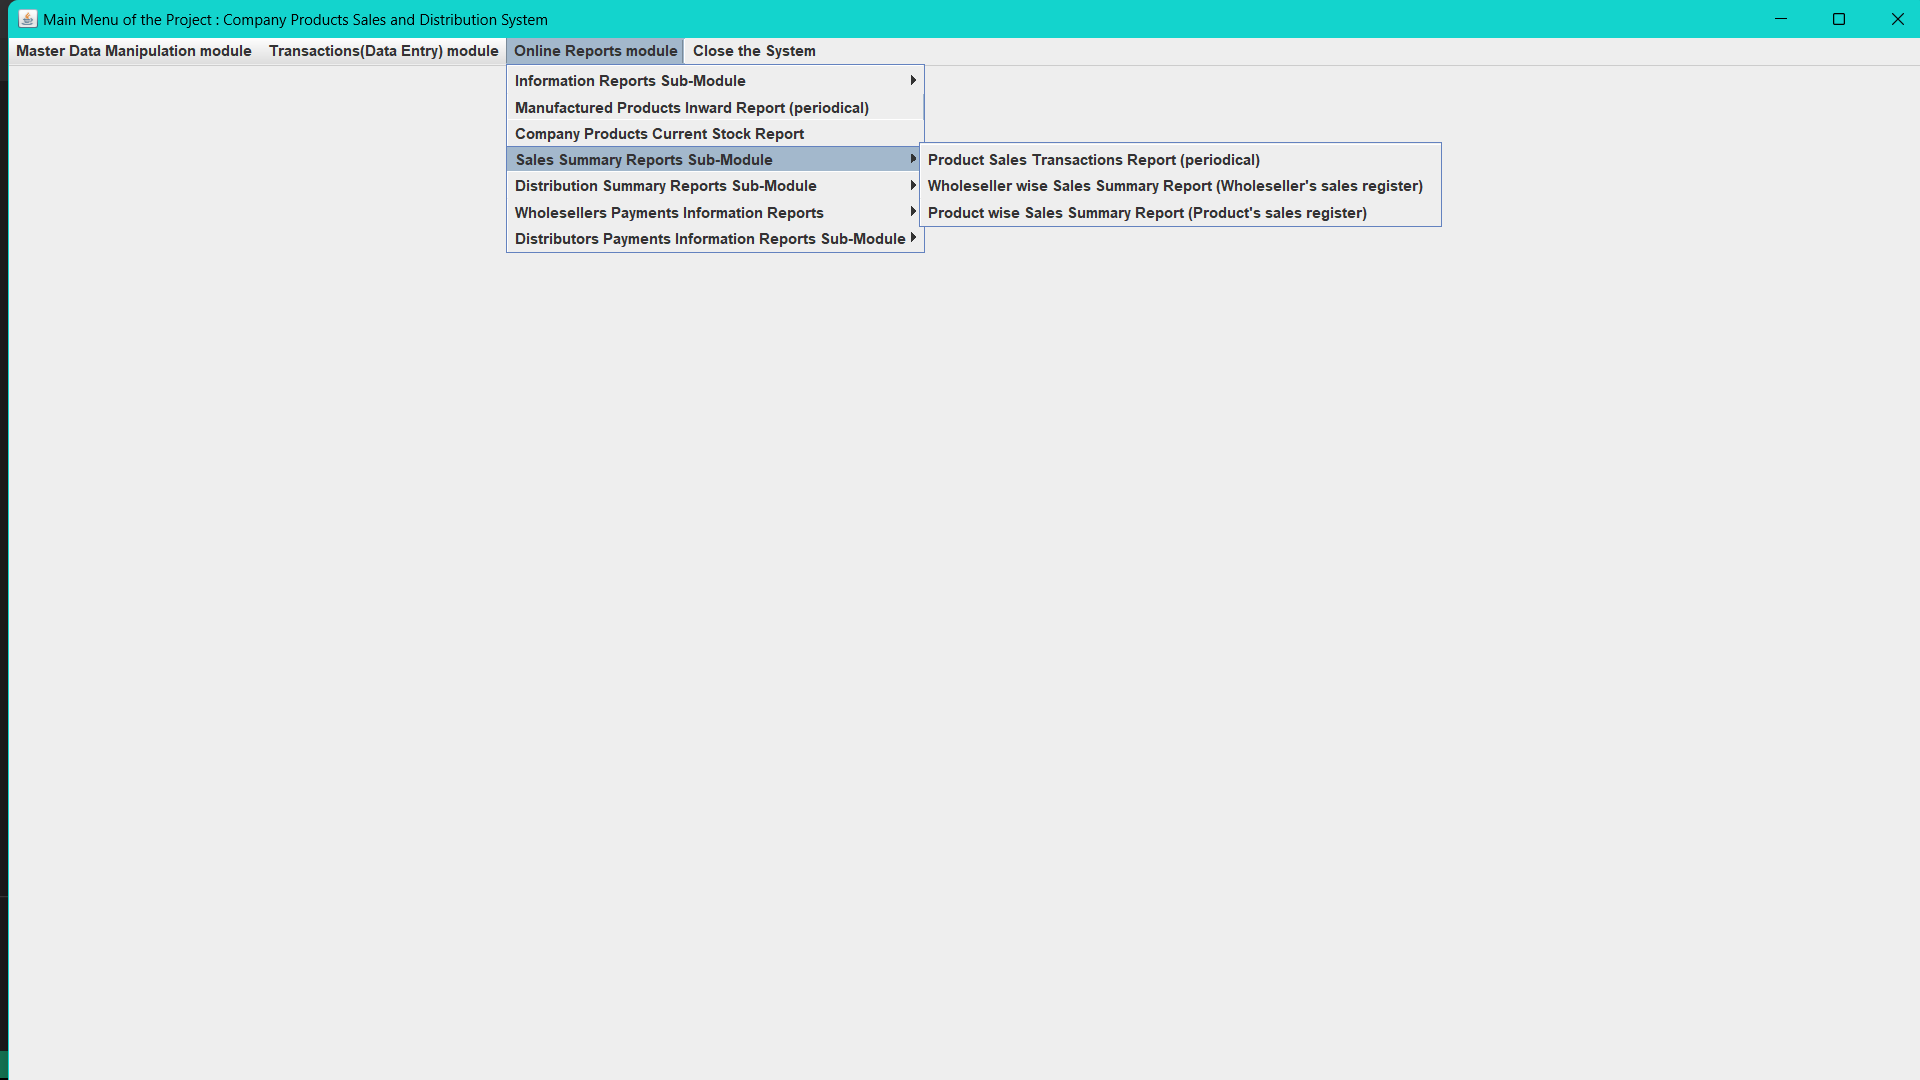 Main Menu of the Project : Company Products Sales and Distribution System
Master Data Manipulation module Transactions(Data Entry) module Online Reports module Close the System
Information Reports Sub-Module
Manufactured Products Inward Report (periodical)
Company Products Current Stock Report
Sales Summary Reports Sub-Module
Distribution Summary Reports Sub-Module
Wholesellers Payments Information Reports
Distributors Payments Information Reports Sub-Module
Product Sales Transactions Report (periodical)
Wholeseller wise Sales Summary Report (Wholeseller's sales register)
Product wise Sales Summary Report (Product's sales register)